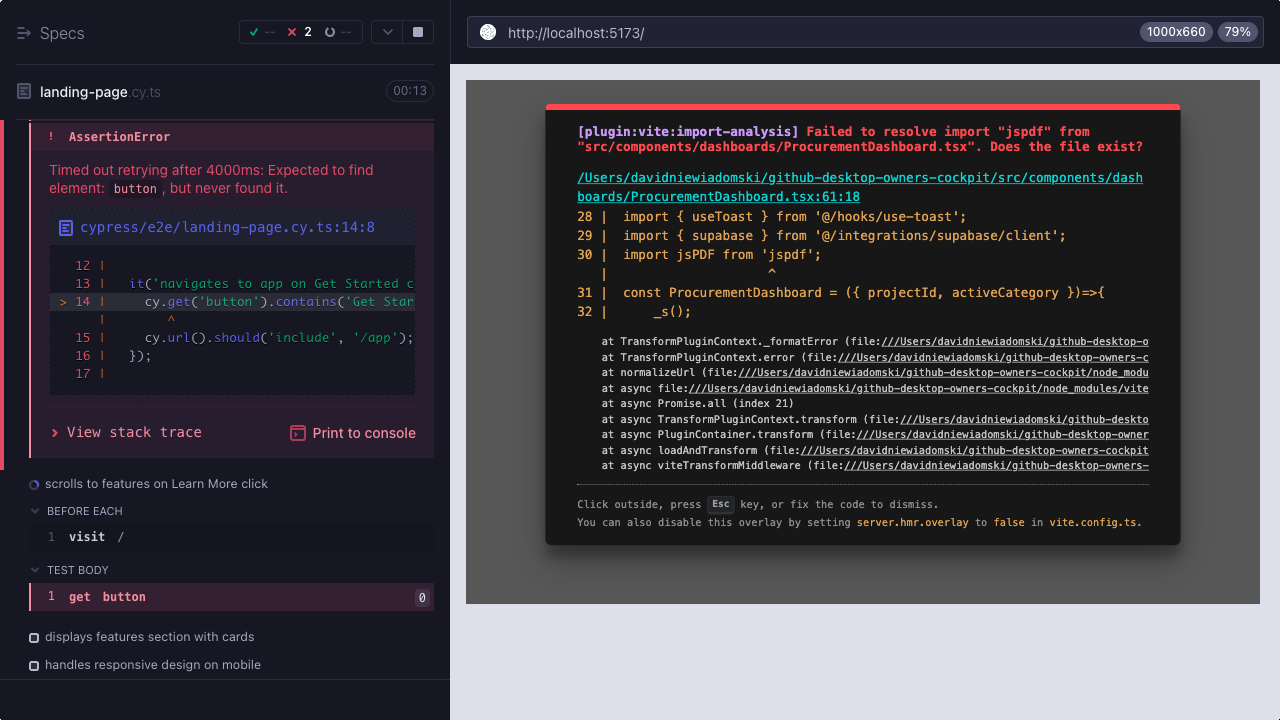 Specs
-- 2 --
landing-page.cy.ts
00:13
! AssertionError
Timed out retrying after 4000ms: Expected to find
element: button, but never found it.
cypress/e2e/landing-page.cy.ts:14:8
12 |
13 | it('navigates to app on Get Started c
> 14 | cy.get('button').contains('Get Star
| ^
15 | cy.url().should('include', '/app');
16 | });
17 |
View stack trace
Print to console
scrolls to features on Learn More click
BEFORE EACH
1 visit /
TEST BODY
1 get button 0
displays features section with cards
handles responsive design on mobile
http://localhost:5173/
1000x660
79%
[plugin:vite:import-analysis] Failed to resolve import "jspdf" from
"src/components/dashboards/ProcurementDashboard.tsx". Does the file exist?
/Users/davidniewiadomski/github-desktop-owners-cockpit/src/components/dash
boards/ProcurementDashboard.tsx:61:18
28 | import { useToast } from '@/hooks/use-toast';
29 | import { supabase } from '@/integrations/supabase/client';
30 | import jsPDF from 'jspdf';
| ^
31 | const ProcurementDashboard = ({ projectId, activeCategory })=>{
32 | _s();
at TransformPluginContext._formatError (file:///Users/davidniewiadomski/github-desktop-o
at TransformPluginContext.error (file:///Users/davidniewiadomski/github-desktop-owners-c
at normalizeUrl (file:///Users/davidniewiadomski/github-desktop-owners-cockpit/node_modu
at async file:///Users/davidniewiadomski/github-desktop-owners-cockpit/node_modules/vite
at async Promise.all (index 21)
at async TransformPluginContext.transform (file:///Users/davidniewiadomski/github-deskto
at async PluginContainer.transform (file:///Users/davidniewiadomski/github-desktop-owner
at async loadAndTransform (file:///Users/davidniewiadomski/github-desktop-owners-cockpit
at async viteTransformMiddleware (file:///Users/davidniewiadomski/github-desktop-owners-
Click outside, press Esc key, or fix the code to dismiss.
You can also disable this overlay by setting server.hmr.overlay to false in vite.config.ts.